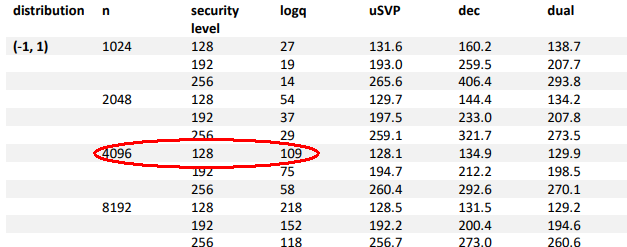 distribution n security level logq uSVP dec dual
(-1, 1) 1024 128 27 131.6 160.2 138.7
192 19 193.0 259.5 207.7
256 14 265.6 406.4 293.8
2048 128 54 129.7 144.4 134.2
192 37 197.5 233.0 207.8
256 29 259.1 321.7 273.5
4096 128 109 128.1 134.9 129.9
192 75 194.7 212.2 198.5
256 58 260.4 292.6 270.1
8192 128 218 128.5 131.5 129.2
192 152 192.2 200.4 194.6
256 118 256.7 273.0 260.6